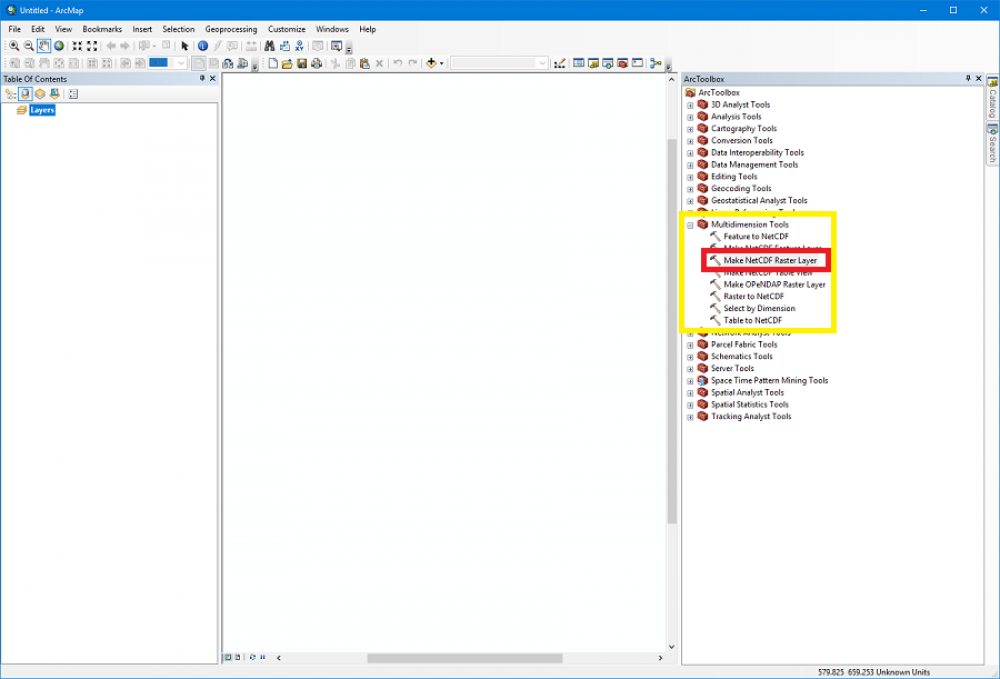 Untitled - ArcMap
File Edit View Bookmarks Insert Selection Geoprocessing Customize Windows Help
Table Of Contents
Layers
ArcToolbox
ArcToolbox
3D Analyst Tools
Analysis Tools
Cartography Tools
Conversion Tools
Data Interoperability Tools
Data Management Tools
Editing Tools
Geocoding Tools
Geostatistical Analyst Tools
Multidimension Tools
Feature to NetCDF
Make NetCDF Feature Layer
Make NetCDF Raster Layer
Make NetCDF Table View
Make OPeNDAP Raster Layer
Raster to NetCDF
Select by Dimension
Table to NetCDF
Network Analyst Tools
Parcel Fabric Tools
Schematics Tools
Server Tools
Space Time Pattern Mining Tools
Spatial Analyst Tools
Spatial Statistics Tools
Tracking Analyst Tools
Catalog
Search
579.825 659.253 Unknown Units